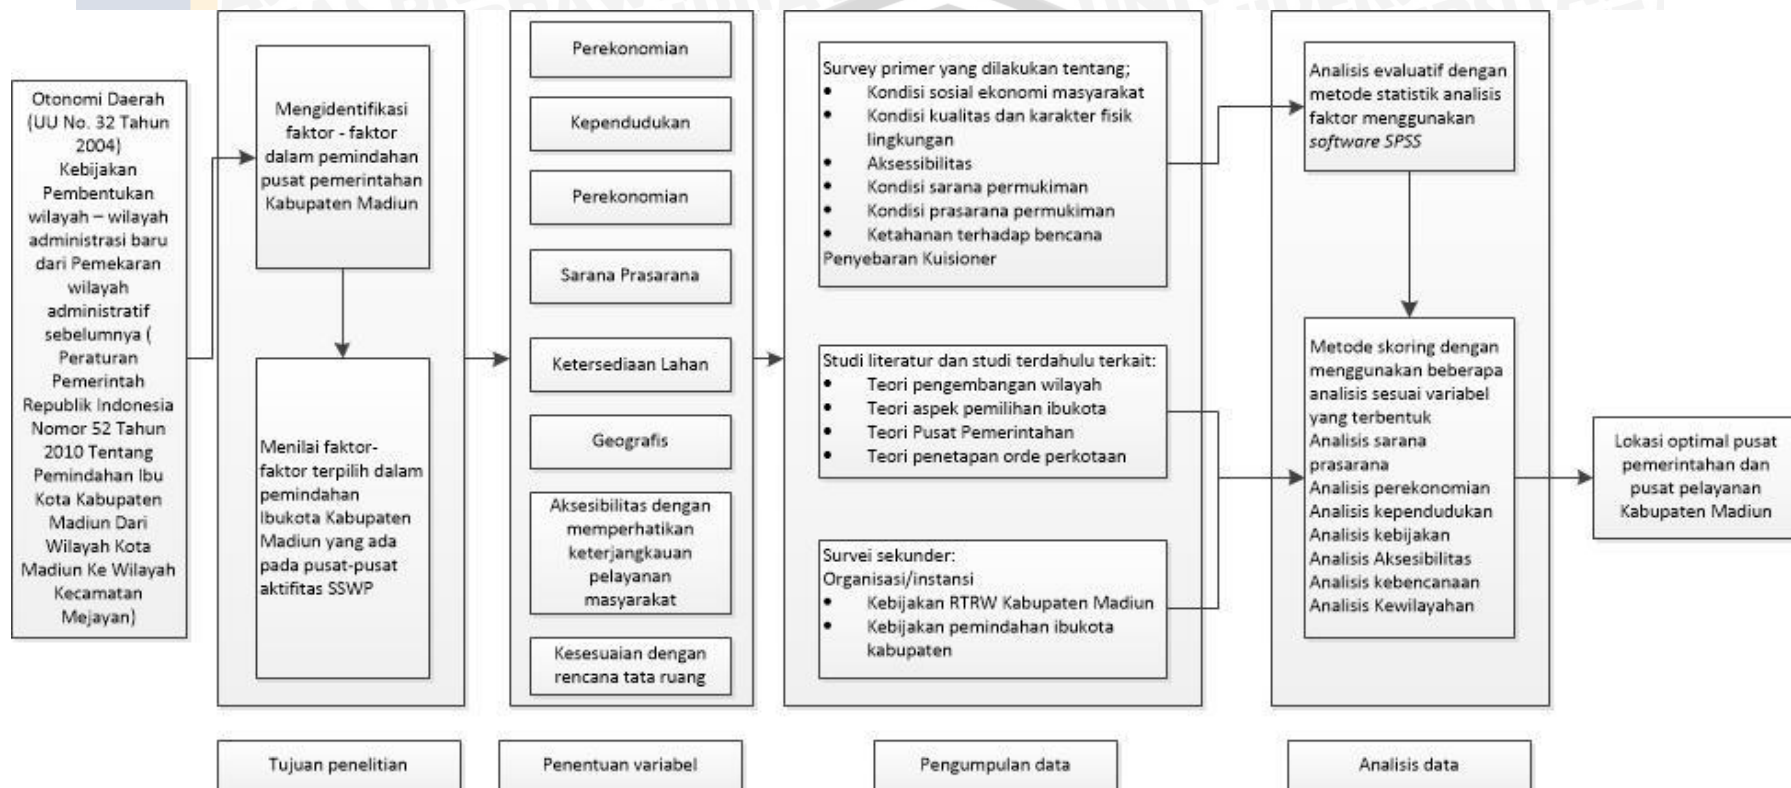 Otonomi Daerah
(UU No. 32 Tahun
2004)
Kebijakan
Pembentukan
wilayah – wilayah
administrasi baru
dari Pemekaran
wilayah
administratif
sebelumnya (
Peraturan
Pemerintah
Republik Indonesia
Nomor 52 Tahun
2010 Tentang
Pemindahan Ibu
Kota Kabupaten
Madiun Dari
Wilayah Kota
Madiun Ke Wilayah
Kecamatan
Mejayan)
Mengidentifikasi
faktor - faktor
dalam pemindahan
pusat pemerintahan
Kabupaten Madiun
Menilai faktor-
faktor terpilih dalam
pemindahan
Ibukota Kabupaten
Madiun yang ada
pada pusat-pusat
aktifitas SSWP
Tujuan penelitian
Perekonomian
Kependudukan
Perekonomian
Sarana Prasarana
Ketersediaan Lahan
Geografis
Aksesibilitas dengan
memperhatikan
keterjangkauan
pelayanan
masyarakat
Kesesuaian dengan
rencana tata ruang
Penentuan variabel
Survey primer yang dilakukan tentang;
• Kondisi sosial ekonomi masyarakat
• Kondisi kualitas dan karakter fisik
lingkungan
• Aksessibilitas
• Kondisi sarana permukiman
• Kondisi prasarana permukiman
• Ketahanan terhadap bencana
Penyebaran Kuisioner
Studi literatur dan studi terdahulu terkait:
• Teori pengembangan wilayah
• Teori aspek pemilihan ibukota
• Teori Pusat Pemerintahan
• Teori penetapan orde perkotaan
Survei sekunder:
Organisasi/instansi
• Kebijakan RTRW Kabupaten Madiun
• Kebijakan pemindahan ibukota
kabupaten
Pengumpulan data
Analisis evaluatif dengan
metode statistik analisis
faktor menggunakan
software SPSS
Metode skoring dengan
menggunakan beberapa
analisis sesuai variabel
yang terbentuk
Analisis sarana
prasarana
Analisis perekonomian
Analisis kependudukan
Analisis kebijakan
Analisis Aksesibilitas
Analisis kebencanaan
Analisis Kewilayahan
Analisis data
Lokasi optimal pusat
pemerintahan dan
pusat pelayanan
Kabupaten Madiun